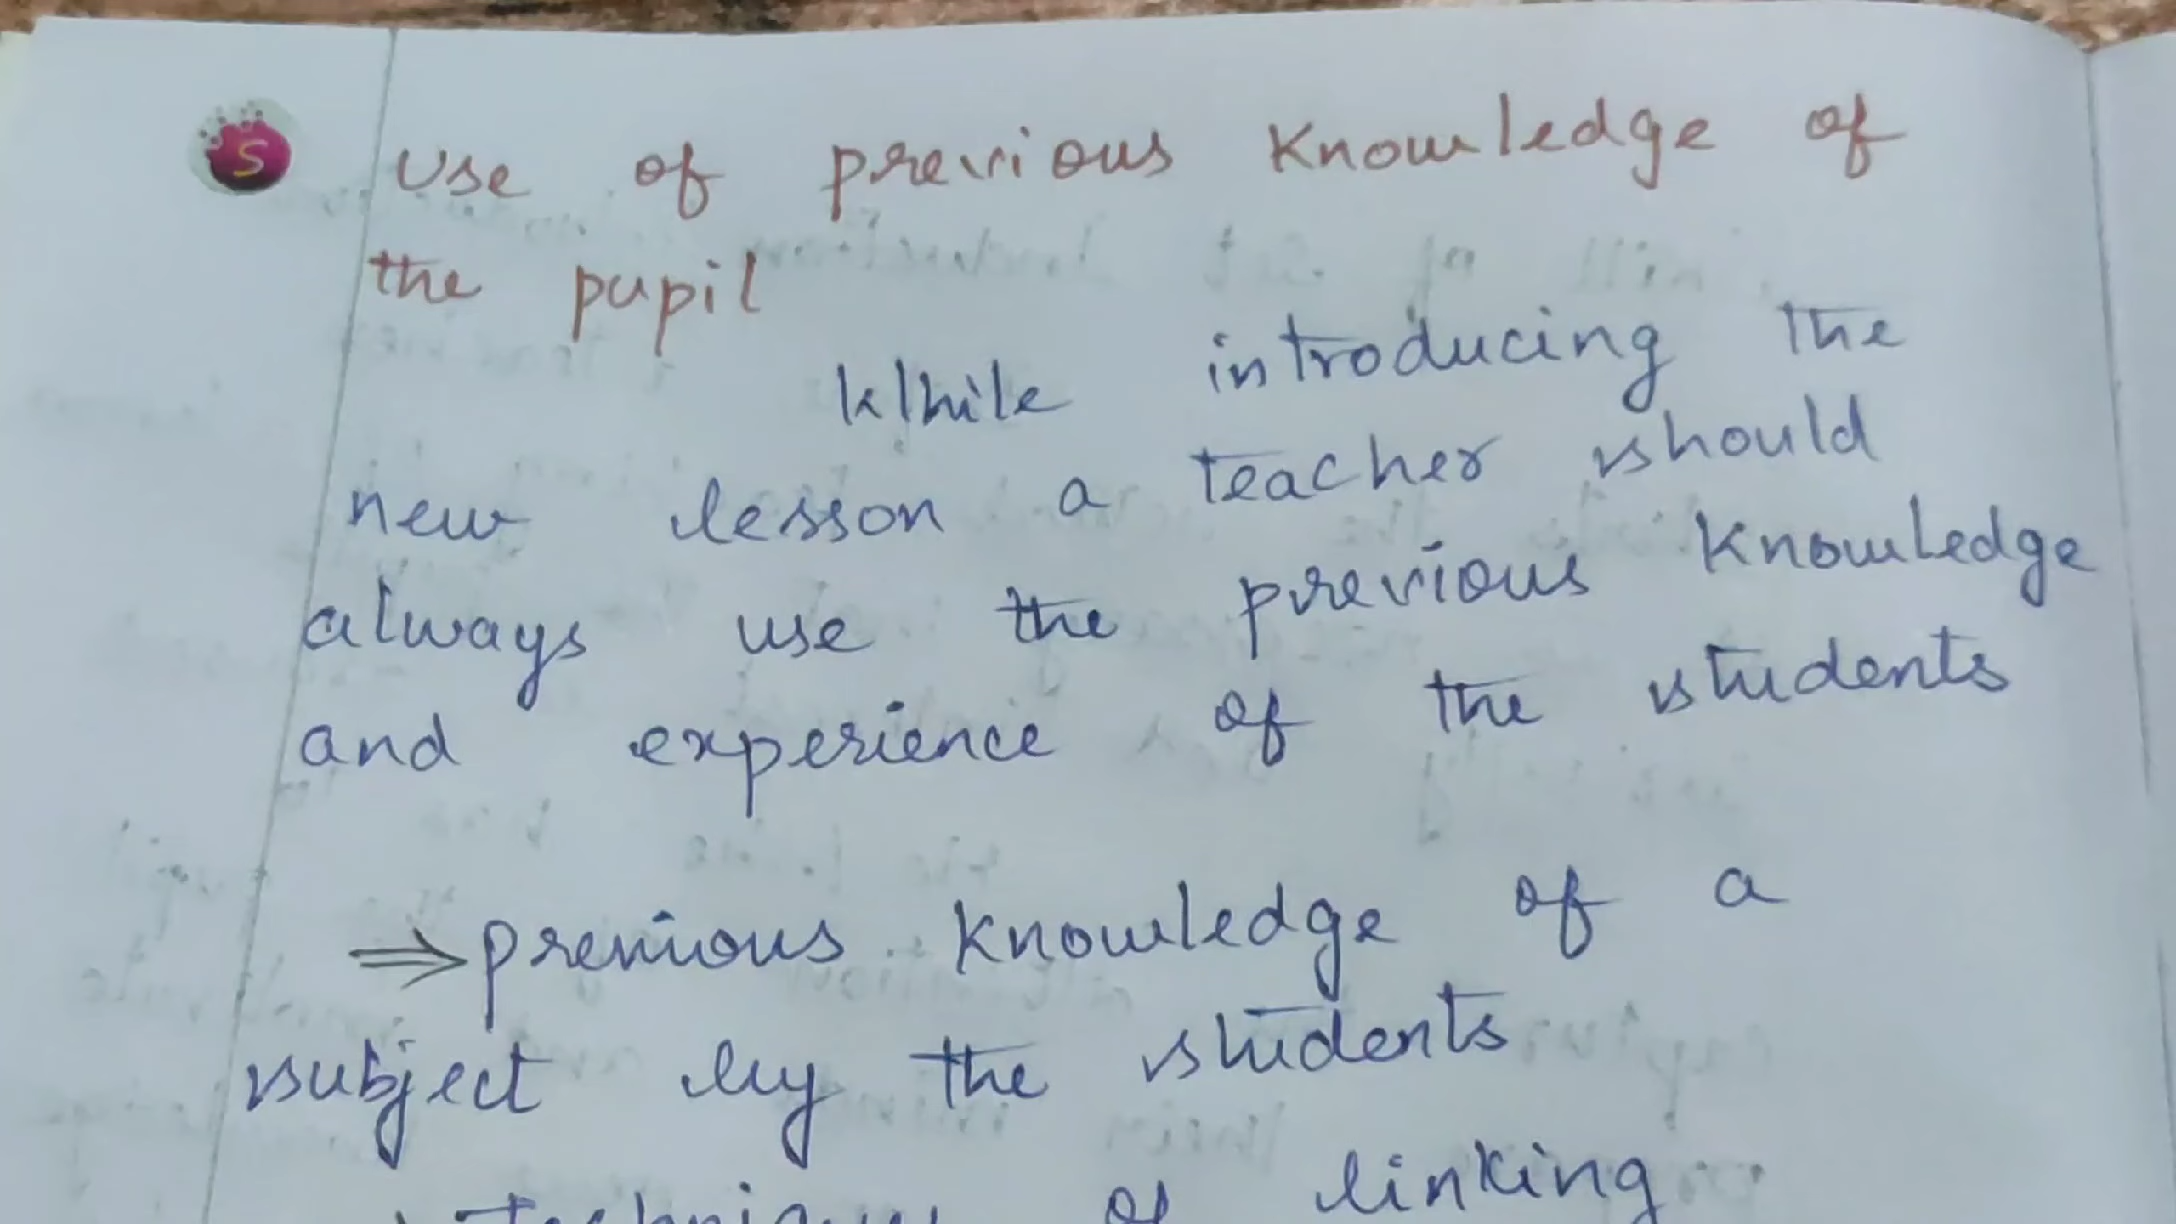 S
Use of previous Knowledge of
the pupil
While introducing the
new lesson a teacher should
always use the previous Knowledge
and experience of the students
⇒ previous Knowledge of a
subject by the students
of linking